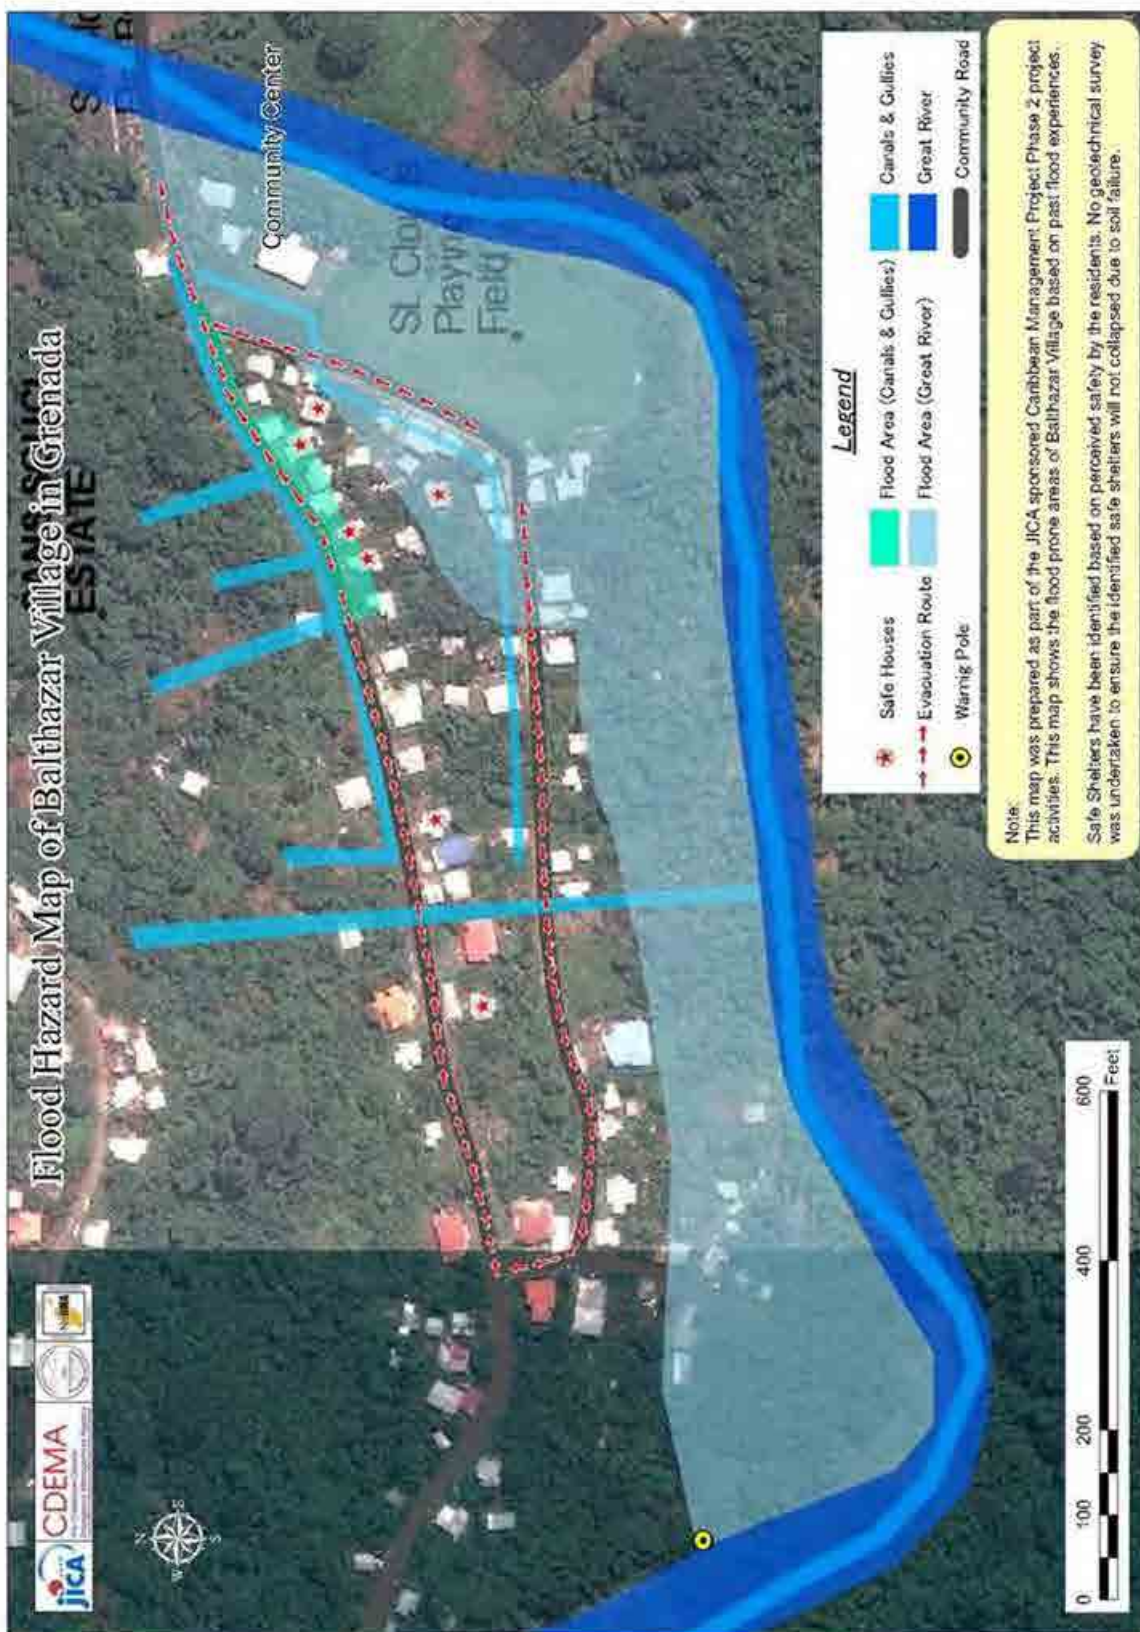 Flood Hazard Map of Balthazar Village in Grenada
jica
CDEMA
N
W
S
ESTATE
Community Center
St. Clo
Playw
Field
Legend
Safe Houses
Evacuation Route
Warnig Pole
Flood Area (Canals & Gullies)
Flood Area (Great River)
Canals & Gullies
Great River
Community Road
Note:
This map was prepared as part of the JICA sponsored Caribbean Management Project Phase 2 project
activities. This map shows the flood prone areas of Balthazar Village based on past flood experiences.
Safe Shelters have been identified based on perceived safety by the residents. No geotechnical survey
was undertaken to ensure the identified safe shelters will not collapsed due to soil failure.
0 100 200 400 600
Feet